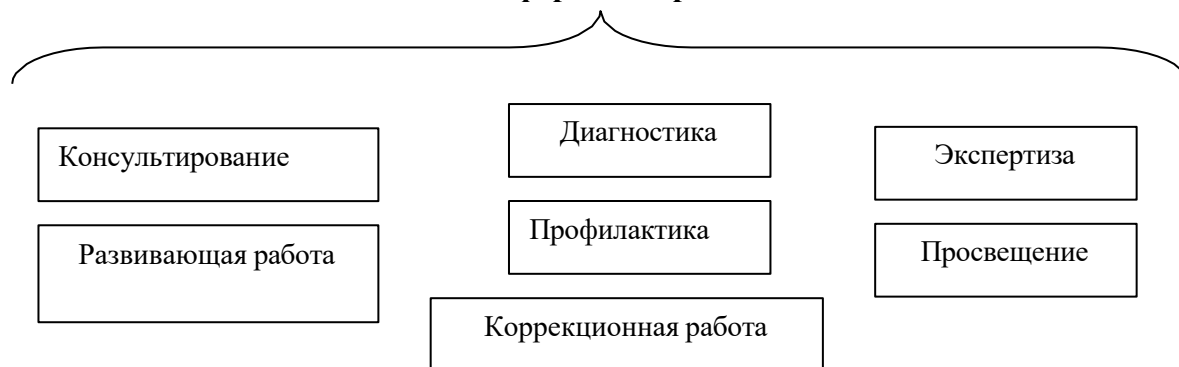 Консультирование
Диагностика
Экспертиза
Развивающая работа
Профилактика
Просвещение
Коррекционная работа